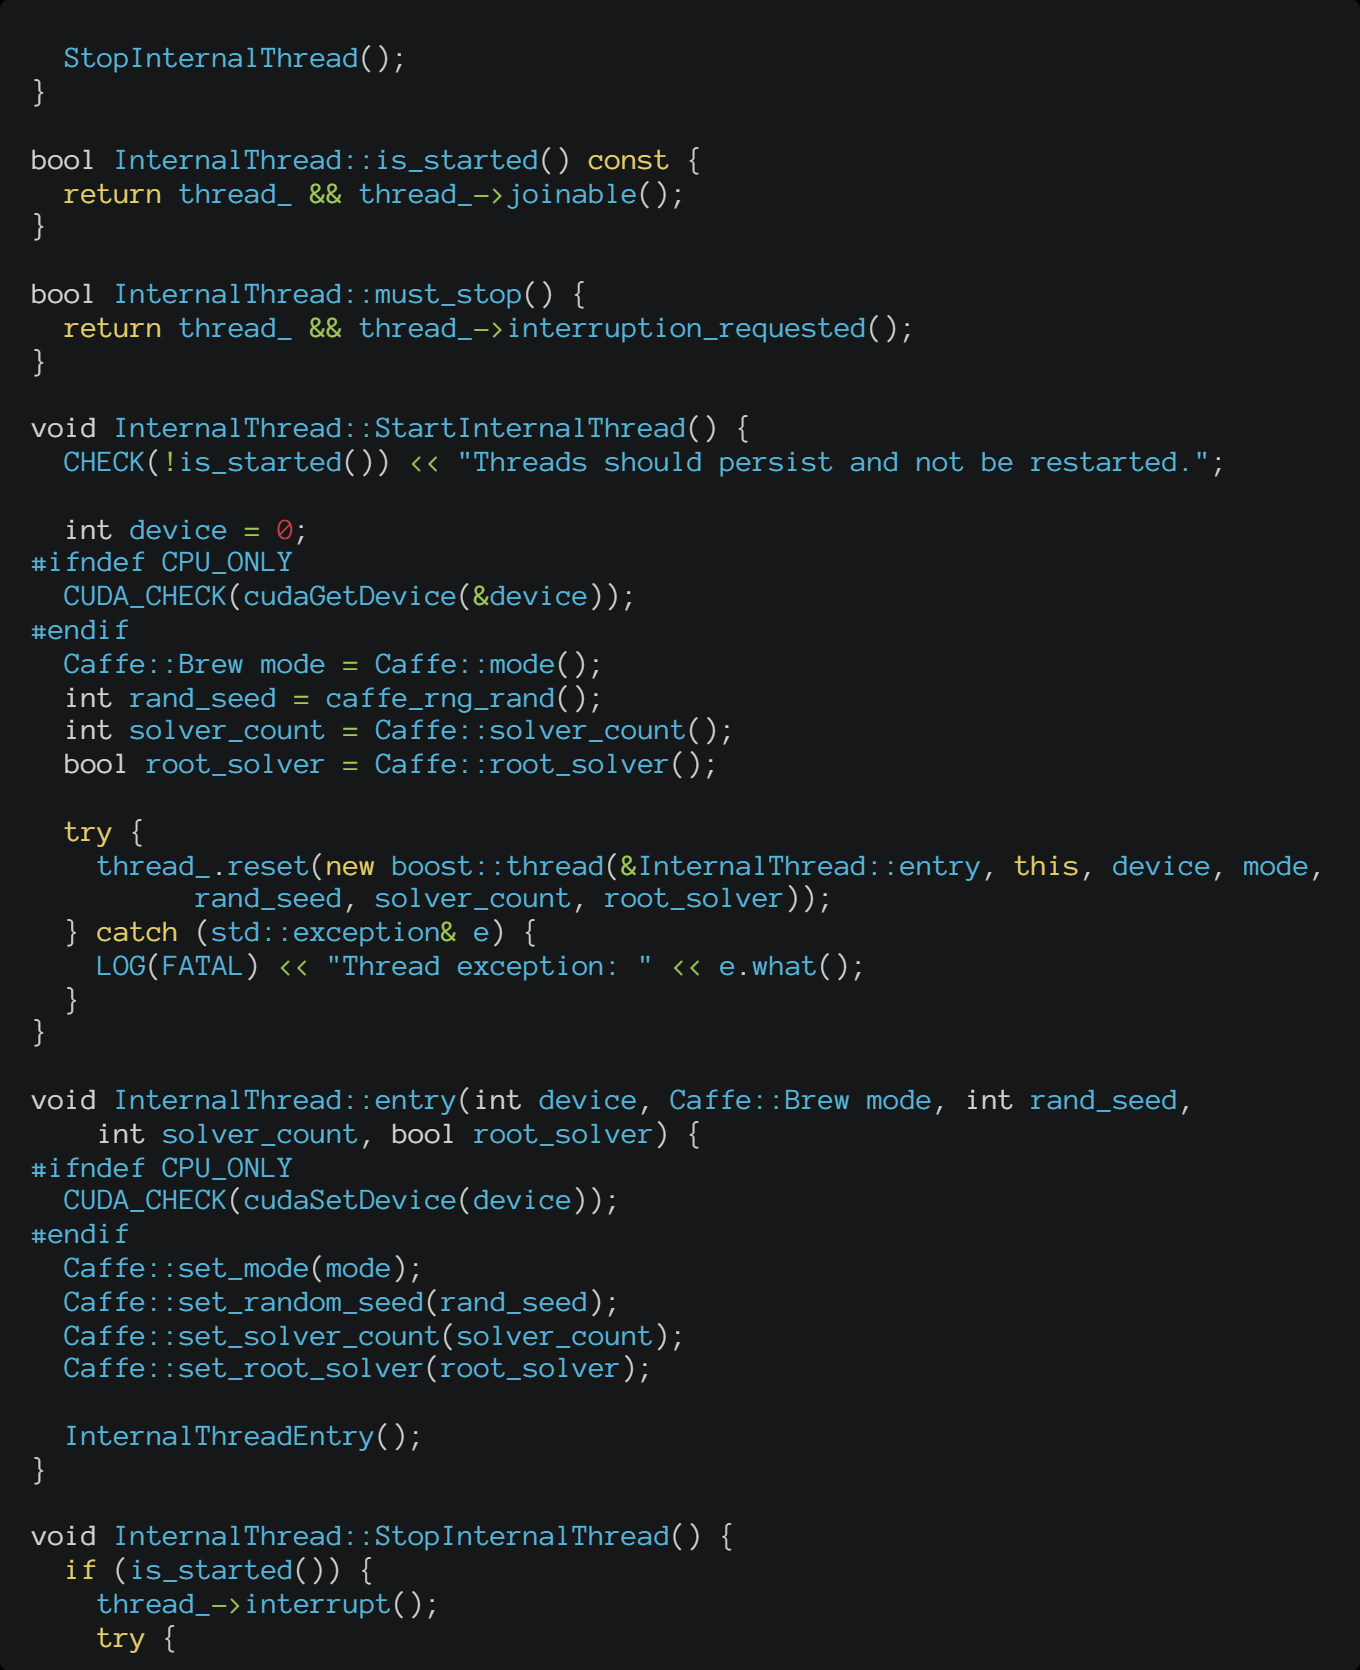 StopInternalThread();
}

bool InternalThread::is_started() const {
  return thread_ && thread_->joinable();
}

bool InternalThread::must_stop() {
  return thread_ && thread_->interruption_requested();
}

void InternalThread::StartInternalThread() {
  CHECK(!is_started()) << "Threads should persist and not be restarted.";

  int device = 0;
#ifndef CPU_ONLY
  CUDA_CHECK(cudaGetDevice(&device));
#endif
  Caffe::Brew mode = Caffe::mode();
  int rand_seed = caffe_rng_rand();
  int solver_count = Caffe::solver_count();
  bool root_solver = Caffe::root_solver();

  try {
    thread_.reset(new boost::thread(&InternalThread::entry, this, device, mode,
          rand_seed, solver_count, root_solver));
  } catch (std::exception& e) {
    LOG(FATAL) << "Thread exception: " << e.what();
  }
}

void InternalThread::entry(int device, Caffe::Brew mode, int rand_seed,
    int solver_count, bool root_solver) {
#ifndef CPU_ONLY
  CUDA_CHECK(cudaSetDevice(device));
#endif
  Caffe::set_mode(mode);
  Caffe::set_random_seed(rand_seed);
  Caffe::set_solver_count(solver_count);
  Caffe::set_root_solver(root_solver);

  InternalThreadEntry();
}

void InternalThread::StopInternalThread() {
  if (is_started()) {
    thread_->interrupt();
    try {